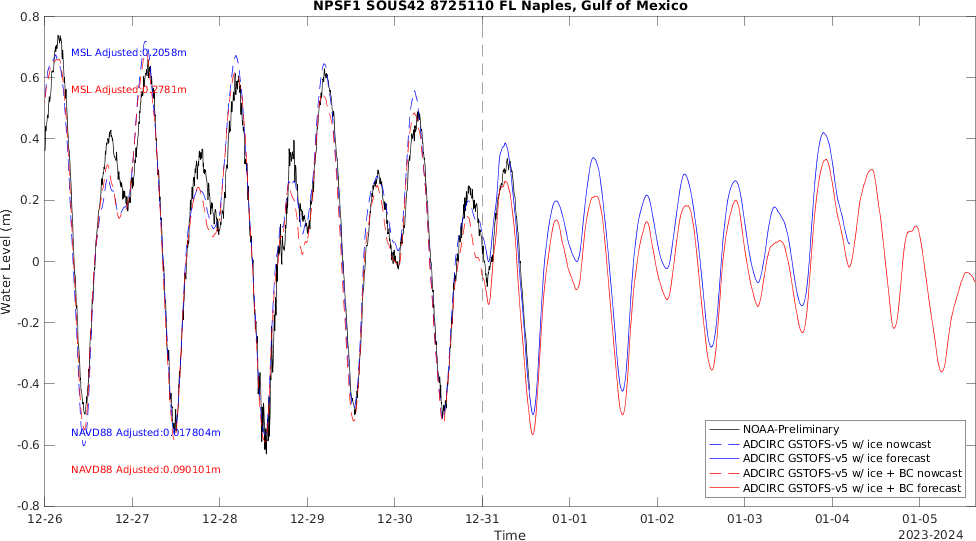 NPSF1 SOUS42 8725110 FL Naples, Gulf of Mexico
0.8
0.6
0.4
0.2
0
-0.2
-0.4
-0.6
-0.8
Water Level (m)
MSL Adjusted:0.2058m
MSL Adjusted:0.2781m
NAVD88 Adjusted:0.017804m
NAVD88 Adjusted:0.090101m
NOAA-Preliminary
ADCIRC GSTOFS-v5 w/ ice nowcast
ADCIRC GSTOFS-v5 w/ ice forecast
ADCIRC GSTOFS-v5 w/ ice + BC nowcast
ADCIRC GSTOFS-v5 w/ ice + BC forecast
12-26 12-27 12-28 12-29 12-30 12-31 01-01 01-02 01-03 01-04 01-05
Time
2023-2024